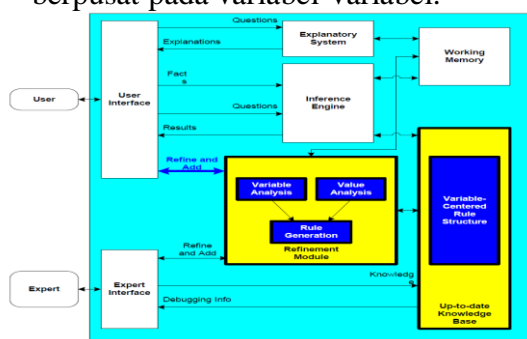 berpusat pada variabel-variabel.
Questions
Explanations
Explanatory
System
Working
Memory
Fact
s
User
User
Interface
Inference
Engine
Questions
Results
Refine and
Add
Variable
Analysis
Value
Analysis
Rule
Generation
Refinement
Module
Variable-
Centered
Rule
Structure
Refine
and Add
Expert
Expert
Interface
Knowledg
e
Debugging Info
Up-to-date
Knowledge
Base